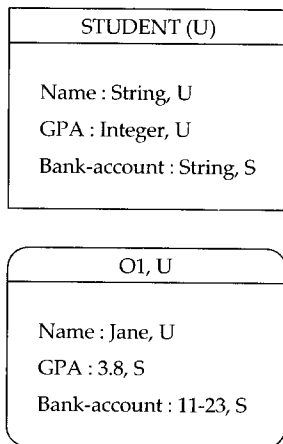 STUDENT (U)
Name : String, U
GPA : Integer, U
Bank-account : String, S
O1, U
Name : Jane, U
GPA : 3.8, S
Bank-account : 11-23, S